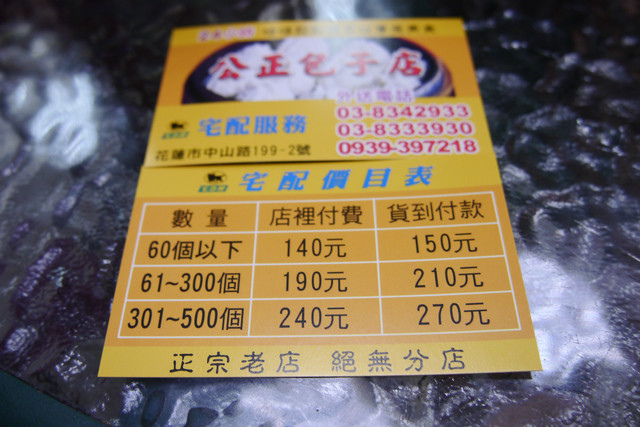 公正包子店
外送電話
03-8342933
宅配服務
03-8333930
花蓮市中山路199-2號
0939-397218
宅配價目表
數量 店裡付費 貨到付款
60個以下 140元 150元
61~300個 190元 210元
301~500個 240元 270元
正宗老店 絕無分店